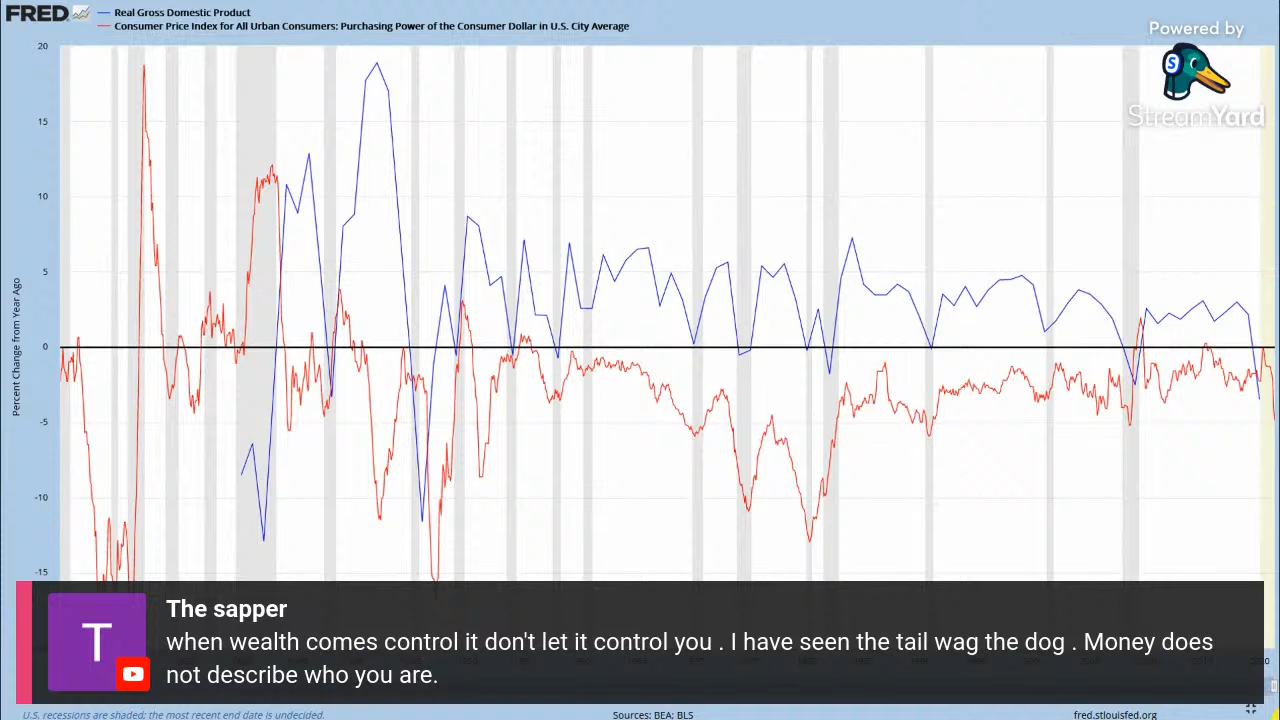 FRED
Real Gross Domestic Product
Consumer Price Index for All Urban Consumers: Purchasing Power of the Consumer Dollar in U.S. City Average
Powered by
S
StreamYard
20
15
10
5
0
-5
-10
-15
Percent Change from Year Ago
T
The sapper
when wealth comes control it don't let it control you . I have seen the tail wag the dog . Money does
not describe who you are.
U.S. recessions are shaded; the most recent end date is undecided.
Sources: BEA; BLS
fred.stlouisfed.org